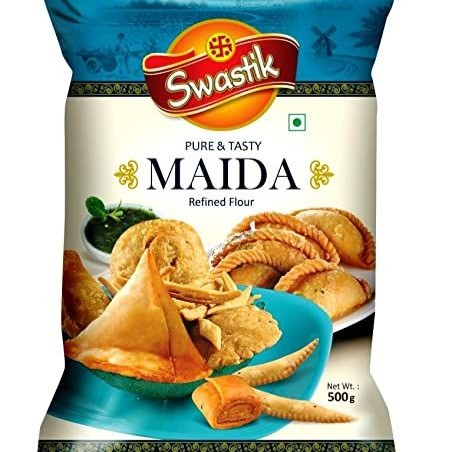 Swastik
PURE & TASTY
MAIDA
Refined Flour
Net Wt. :
500g